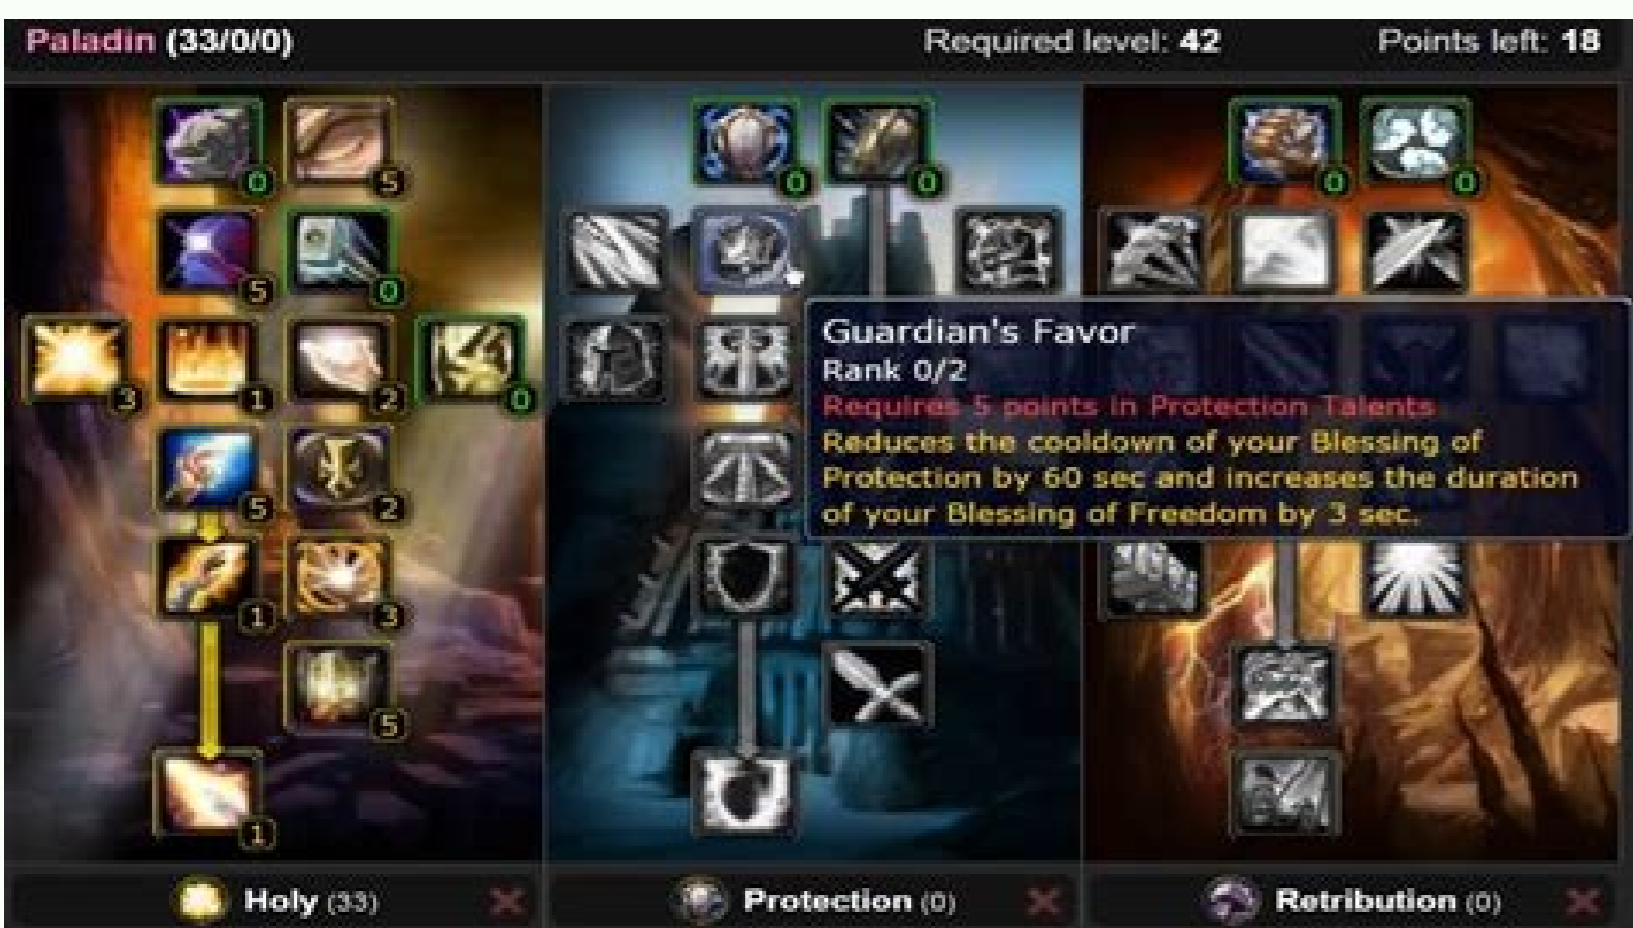 Paladin (33/0/0) Required level: 42 Points left: 18
0 5 0 0 0 0
5 0
3 1 2 0
5 2
1 3
5
1
Guardian's Favor
Rank 0/2
Requires 5 points in Protection Talents
Reduces the cooldown of your Blessing of
Protection by 60 sec and increases the duration
of your Blessing of Freedom by 3 sec.
Holy (33) Protection (0) Retribution (0)